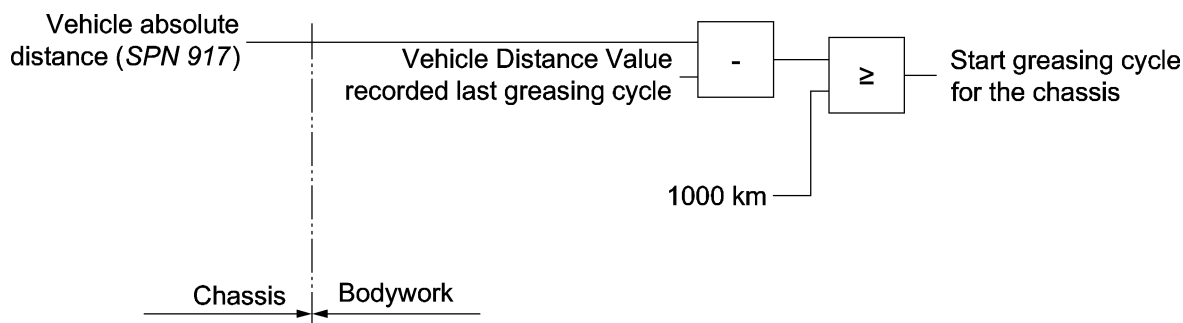 Vehicle absolute
distance (SPN 917)
Vehicle Distance Value
recorded last greasing cycle
-
≥
Start greasing cycle
for the chassis
1000 km
Chassis
Bodywork